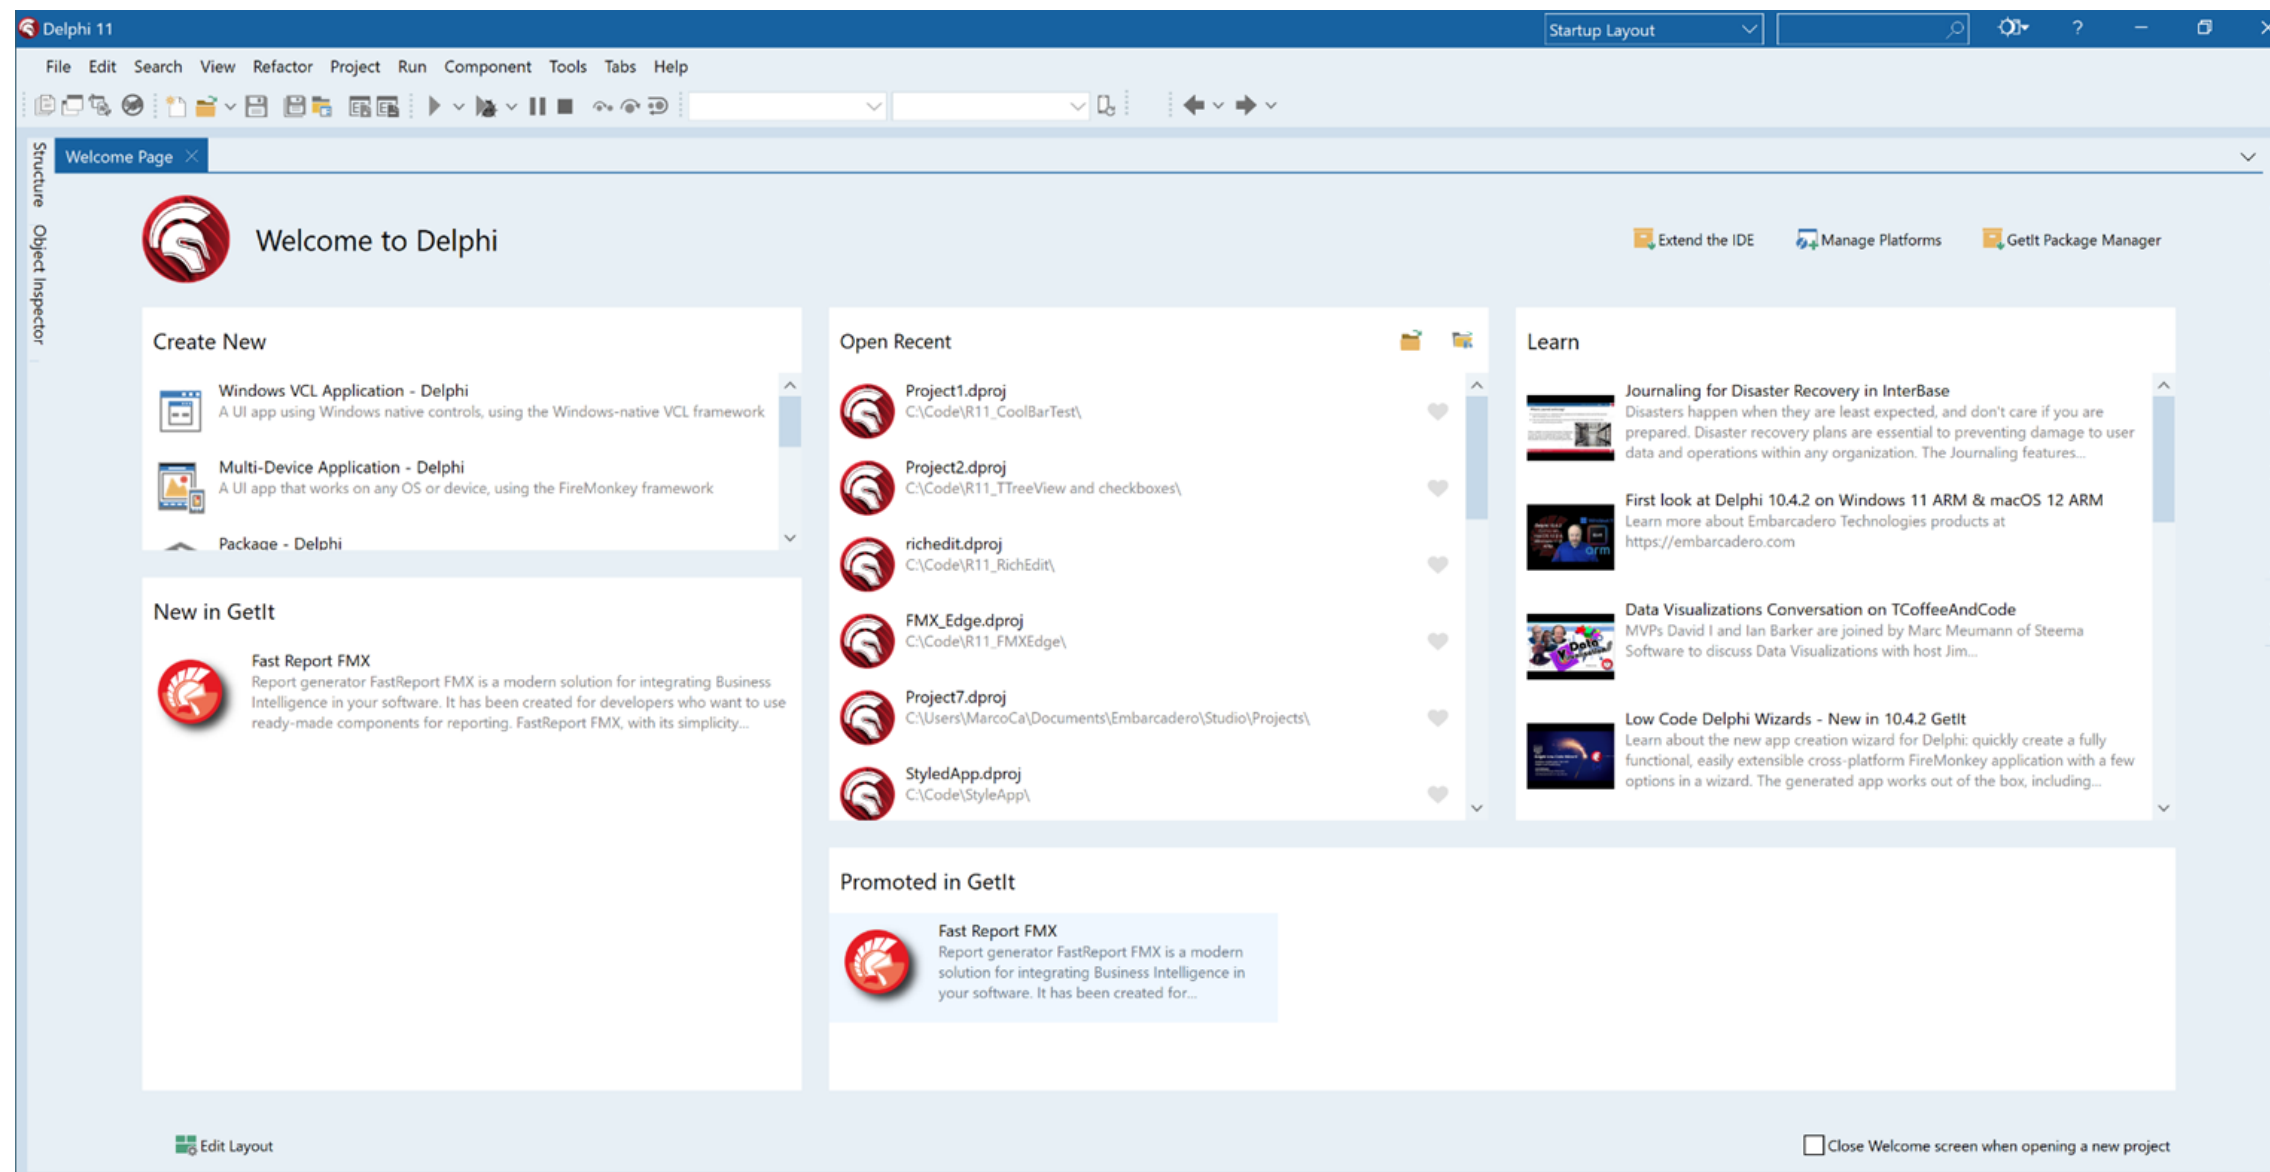 Delphi 11
Startup Layout
?
File Edit Search View Refactor Project Run Component Tools Tabs Help
Structure
Object Inspector
Welcome Page
Welcome to Delphi
Extend the IDE
Manage Platforms
GetIt Package Manager
Create New
Windows VCL Application - Delphi
A UI app using Windows native controls, using the Windows-native VCL framework
Multi-Device Application - Delphi
A UI app that works on any OS or device, using the FireMonkey framework
Package - Delphi
New in GetIt
Fast Report FMX
Report generator FastReport FMX is a modern solution for integrating Business
Intelligence in your software. It has been created for developers who want to use
ready-made components for reporting. FastReport FMX, with its simplicity...
Open Recent
Project1.dproj
C:\Code\R11_CoolBarTest\
Project2.dproj
C:\Code\R11_TTreeView and checkboxes\
richedit.dproj
C:\Code\R11_RichEdit\
FMX_Edge.dproj
C:\Code\R11_FMXEdge\
Project7.dproj
C:\Users\MarcoCa\Documents\Embarcadero\Studio\Projects\
StyledApp.dproj
C:\Code\StyleApp\
Learn
Journaling for Disaster Recovery in InterBase
Disasters happen when they are least expected, and don't care if you are
prepared. Disaster recovery plans are essential to preventing damage to user
data and operations within any organization. The Journaling features...
First look at Delphi 10.4.2 on Windows 11 ARM & macOS 12 ARM
Learn more about Embarcadero Technologies products at
https://embarcadero.com
arm
Data Visualizations Conversation on TCoffeeAndCode
MVPs David I and Ian Barker are joined by Marc Meumann of Steema
Software to discuss Data Visualizations with host Jim...
Data
Low Code Delphi Wizards - New in 10.4.2 GetIt
Learn about the new app creation wizard for Delphi: quickly create a fully
functional, easily extensible cross-platform FireMonkey application with a few
options in a wizard. The generated app works out of the box, including...
Promoted in GetIt
Fast Report FMX
Report generator FastReport FMX is a modern
solution for integrating Business Intelligence in
your software. It has been created for...
Edit Layout
Close Welcome screen when opening a new project